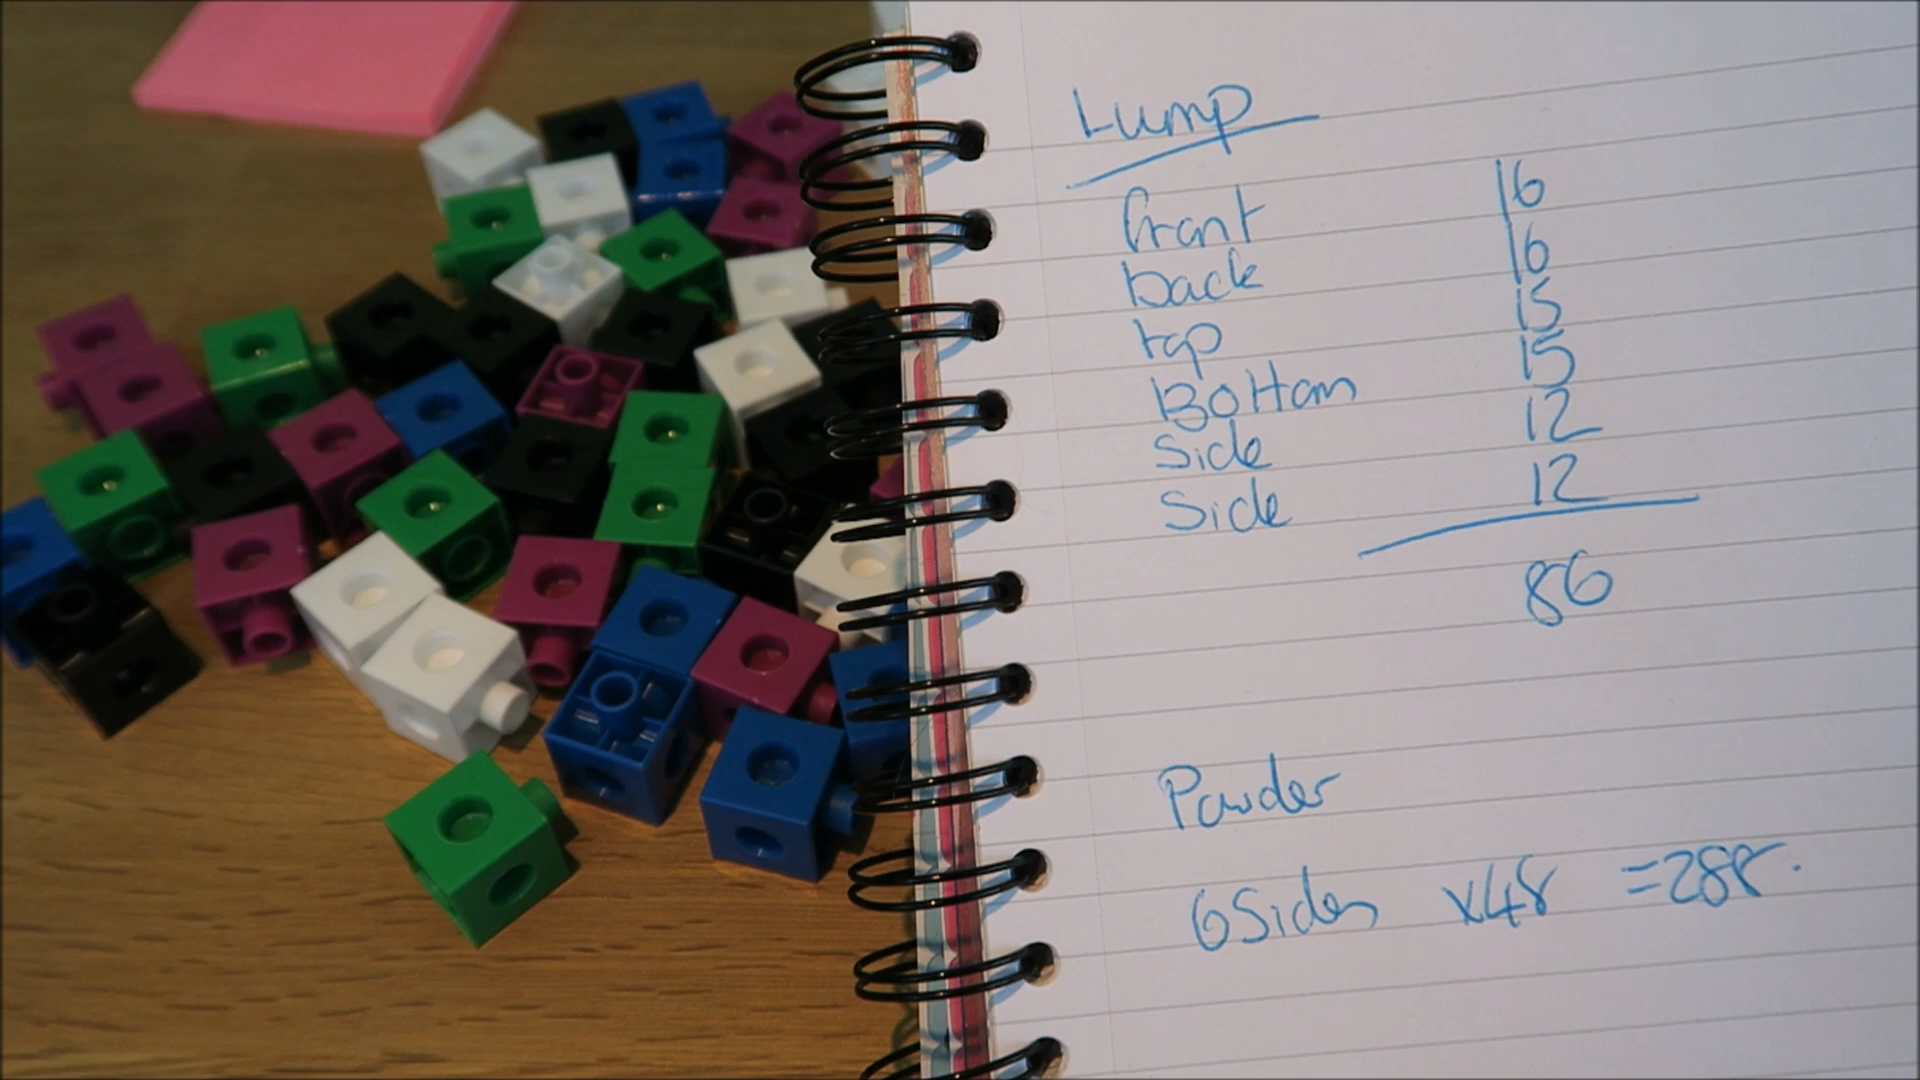 Lump
front 16
back 16
top 15
Bottom 15
Side 12
Side 12
86
Powder
6 Sides x48 =288.